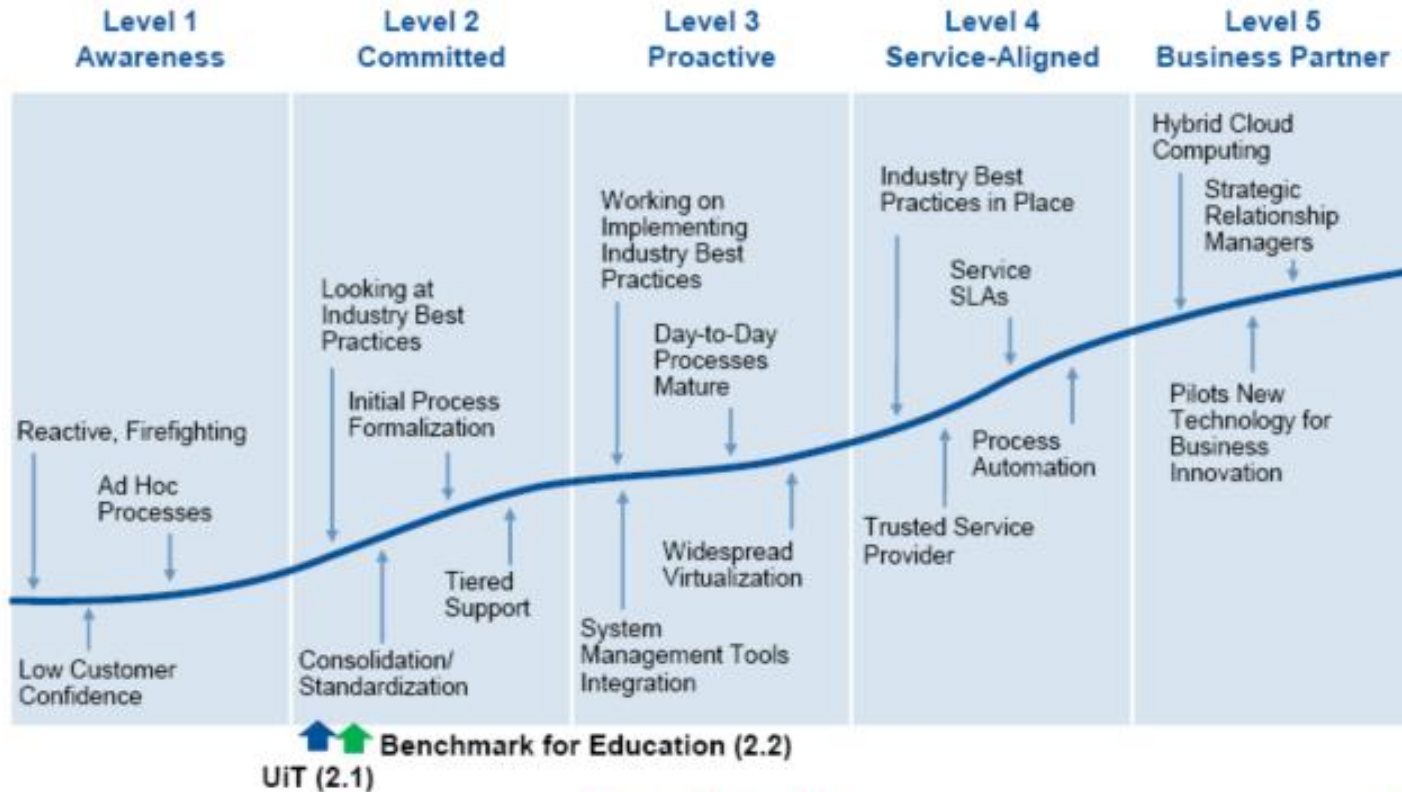 Level 1
Awareness
Level 2
Committed
Level 3
Proactive
Level 4
Service-Aligned
Level 5
Business Partner
Reactive, Firefighting
Ad Hoc
Processes
Low Customer
Confidence
Looking at
Industry Best
Practices
Initial Process
Formalization
Tiered
Support
Consolidation/
Standardization
Working on
Implementing
Industry Best
Practices
Day-to-Day
Processes
Mature
Widespread
Virtualization
System
Management Tools
Integration
Industry Best
Practices in Place
Service
SLAs
Process
Automation
Trusted Service
Provider
Hybrid Cloud
Computing
Strategic
Relationship
Managers
Pilots New
Technology for
Business
Innovation
Benchmark for Education (2.2)
UiT (2.1)